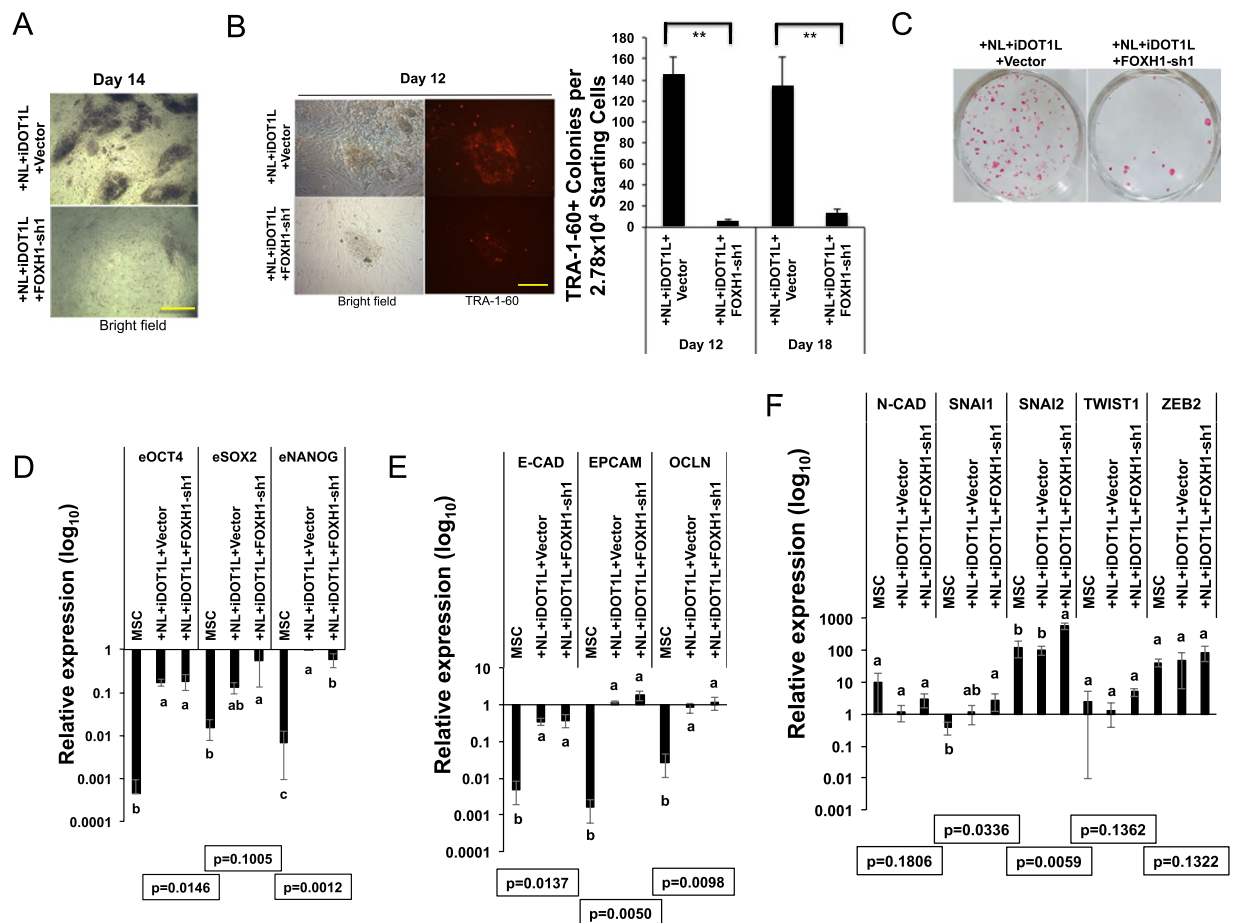 A
Day 14
+NL+iDOT1L
+Vector
+NL+iDOT1L
+FOXH1-sh1
Bright field
B
Day 12
+NL+iDOT1L
+Vector
+NL+iDOT1L
+FOXH1-sh1
Bright field
TRA-1-60
TRA-1-60+ Colonies per
2.78x10⁴ Starting Cells
180
160
140
120
100
80
60
40
20
0
**
**
+NL+iDOT1L+
Vector
+NL+iDOT1L+
FOXH1-sh1
+NL+iDOT1L+
Vector
+NL+iDOT1L+
FOXH1-sh1
Day 12
Day 18
C
+NL+iDOT1L
+Vector
+NL+iDOT1L
+FOXH1-sh1
D
Relative expression (log₁₀)
eOCT4
eSOX2
eNANOG
MSC
+NL+iDOT1L+Vector
+NL+iDOT1L+FOXH1-sh1
MSC
+NL+iDOT1L+Vector
+NL+iDOT1L+FOXH1-sh1
MSC
+NL+iDOT1L+Vector
+NL+iDOT1L+FOXH1-sh1
1
0.1
0.01
0.001
0.0001
b
a
a
b
ab
a
c
a
b
p=0.0146
p=0.1005
p=0.0012
E
Relative expression (log₁₀)
E-CAD
EPCAM
OCLN
MSC
+NL+iDOT1L+Vector
+NL+iDOT1L+FOXH1-sh1
MSC
+NL+iDOT1L+Vector
+NL+iDOT1L+FOXH1-sh1
MSC
+NL+iDOT1L+Vector
+NL+iDOT1L+FOXH1-sh1
10
1
0.1
0.01
0.001
0.0001
b
a
a
b
a
a
b
a
a
p=0.0137
p=0.0050
p=0.0098
F
Relative expression (log₁₀)
N-CAD
SNAI1
SNAI2
TWIST1
ZEB2
MSC
+NL+iDOT1L+Vector
+NL+iDOT1L+FOXH1-sh1
MSC
+NL+iDOT1L+Vector
+NL+iDOT1L+FOXH1-sh1
MSC
+NL+iDOT1L+Vector
+NL+iDOT1L+FOXH1-sh1
MSC
+NL+iDOT1L+Vector
+NL+iDOT1L+FOXH1-sh1
MSC
+NL+iDOT1L+Vector
+NL+iDOT1L+FOXH1-sh1
1000
100
10
1
0.1
0.01
0.001
a
a
a
b
ab
a
b
b
a
a
a
a
a
a
a
p=0.1806
p=0.0336
p=0.0059
p=0.1362
p=0.1322